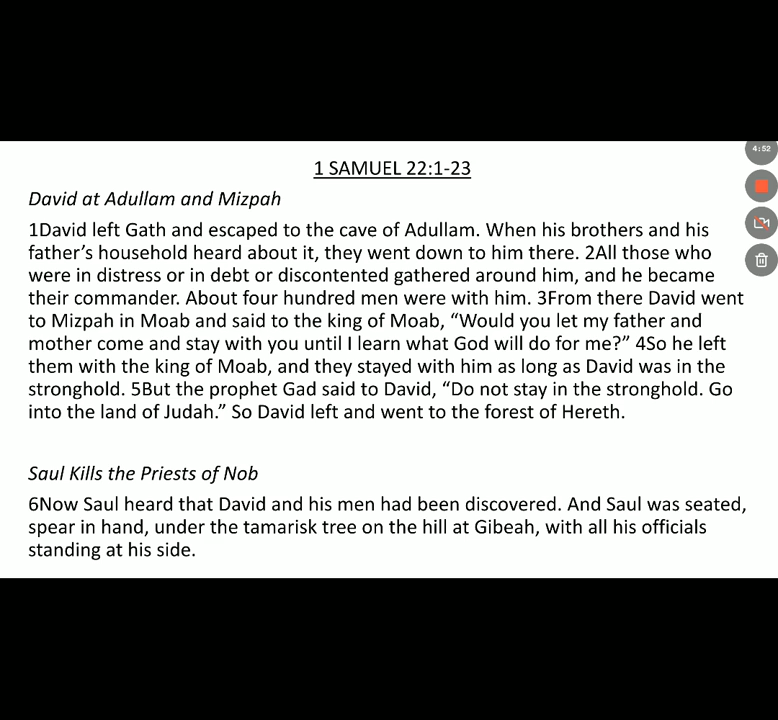 4:52
1 SAMUEL 22:1-23
David at Adullam and Mizpah
1David left Gath and escaped to the cave of Adullam. When his brothers and his
father’s household heard about it, they went down to him there. 2All those who
were in distress or in debt or discontented gathered around him, and he became
their commander. About four hundred men were with him. 3From there David went
to Mizpah in Moab and said to the king of Moab, “Would you let my father and
mother come and stay with you until I learn what God will do for me?” 4So he left
them with the king of Moab, and they stayed with him as long as David was in the
stronghold. 5But the prophet Gad said to David, “Do not stay in the stronghold. Go
into the land of Judah.” So David left and went to the forest of Hereth.
Saul Kills the Priests of Nob
6Now Saul heard that David and his men had been discovered. And Saul was seated,
spear in hand, under the tamarisk tree on the hill at Gibeah, with all his officials
standing at his side.